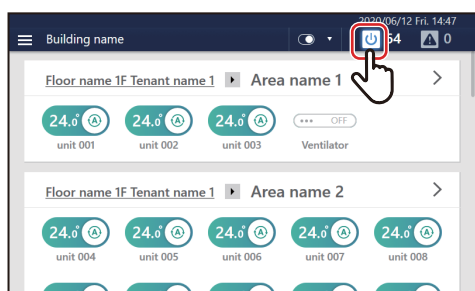 2020/06/12 Fri. 14:47
Building name
64
0
Floor name 1F Tenant name 1 Area name 1
24.0° A 24.0° A 24.0° A ••• OFF
unit 001 unit 002 unit 003 Ventilator
Floor name 1F Tenant name 1 Area name 2
24.0° A 24.0° A 24.0° A 24.0° A 24.0° A
unit 004 unit 005 unit 006 unit 007 unit 008